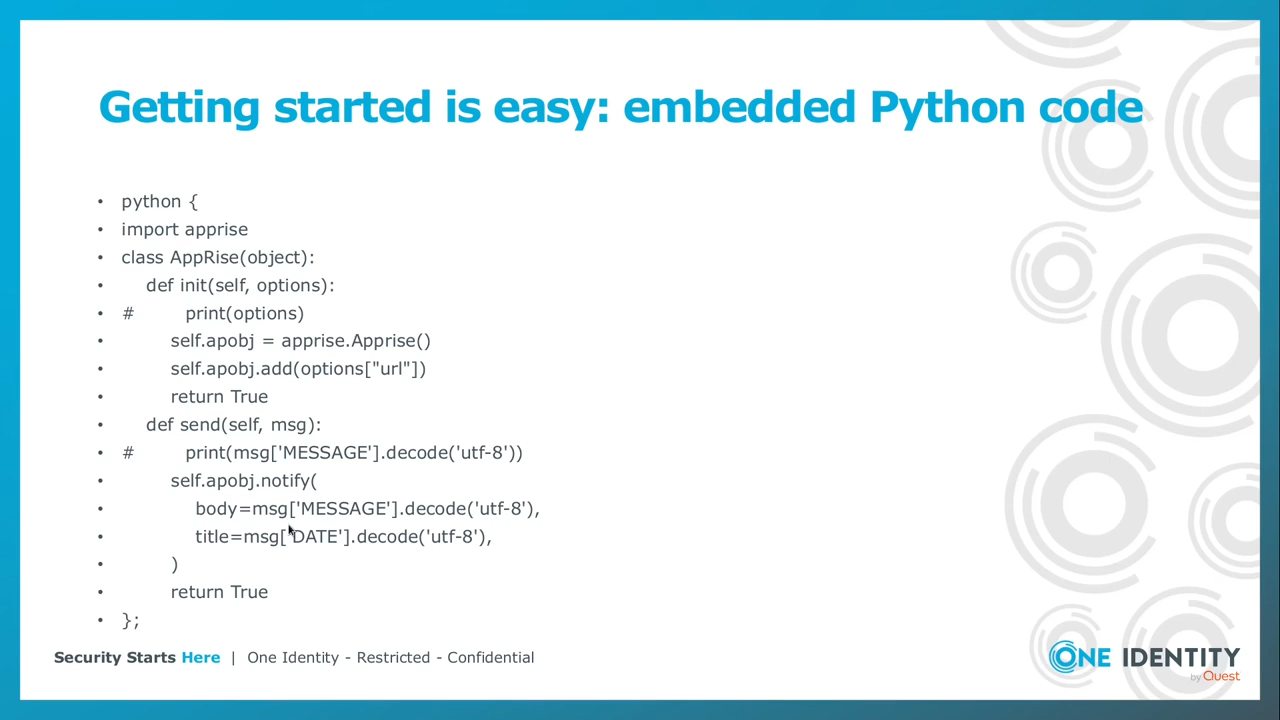 Getting started is easy: embedded Python code
• python {
• import apprise
• class AppRise(object):
•     def init(self, options):
• #         print(options)
•         self.apobj = apprise.Apprise()
•         self.apobj.add(options["url"])
•         return True
•     def send(self, msg):
• #         print(msg['MESSAGE'].decode('utf-8'))
•         self.apobj.notify(
•             body=msg['MESSAGE'].decode('utf-8'),
•             title=msg['DATE'].decode('utf-8'),
•         )
•         return True
• };
Security Starts Here | One Identity - Restricted - Confidential
ONE IDENTITY
by Quest